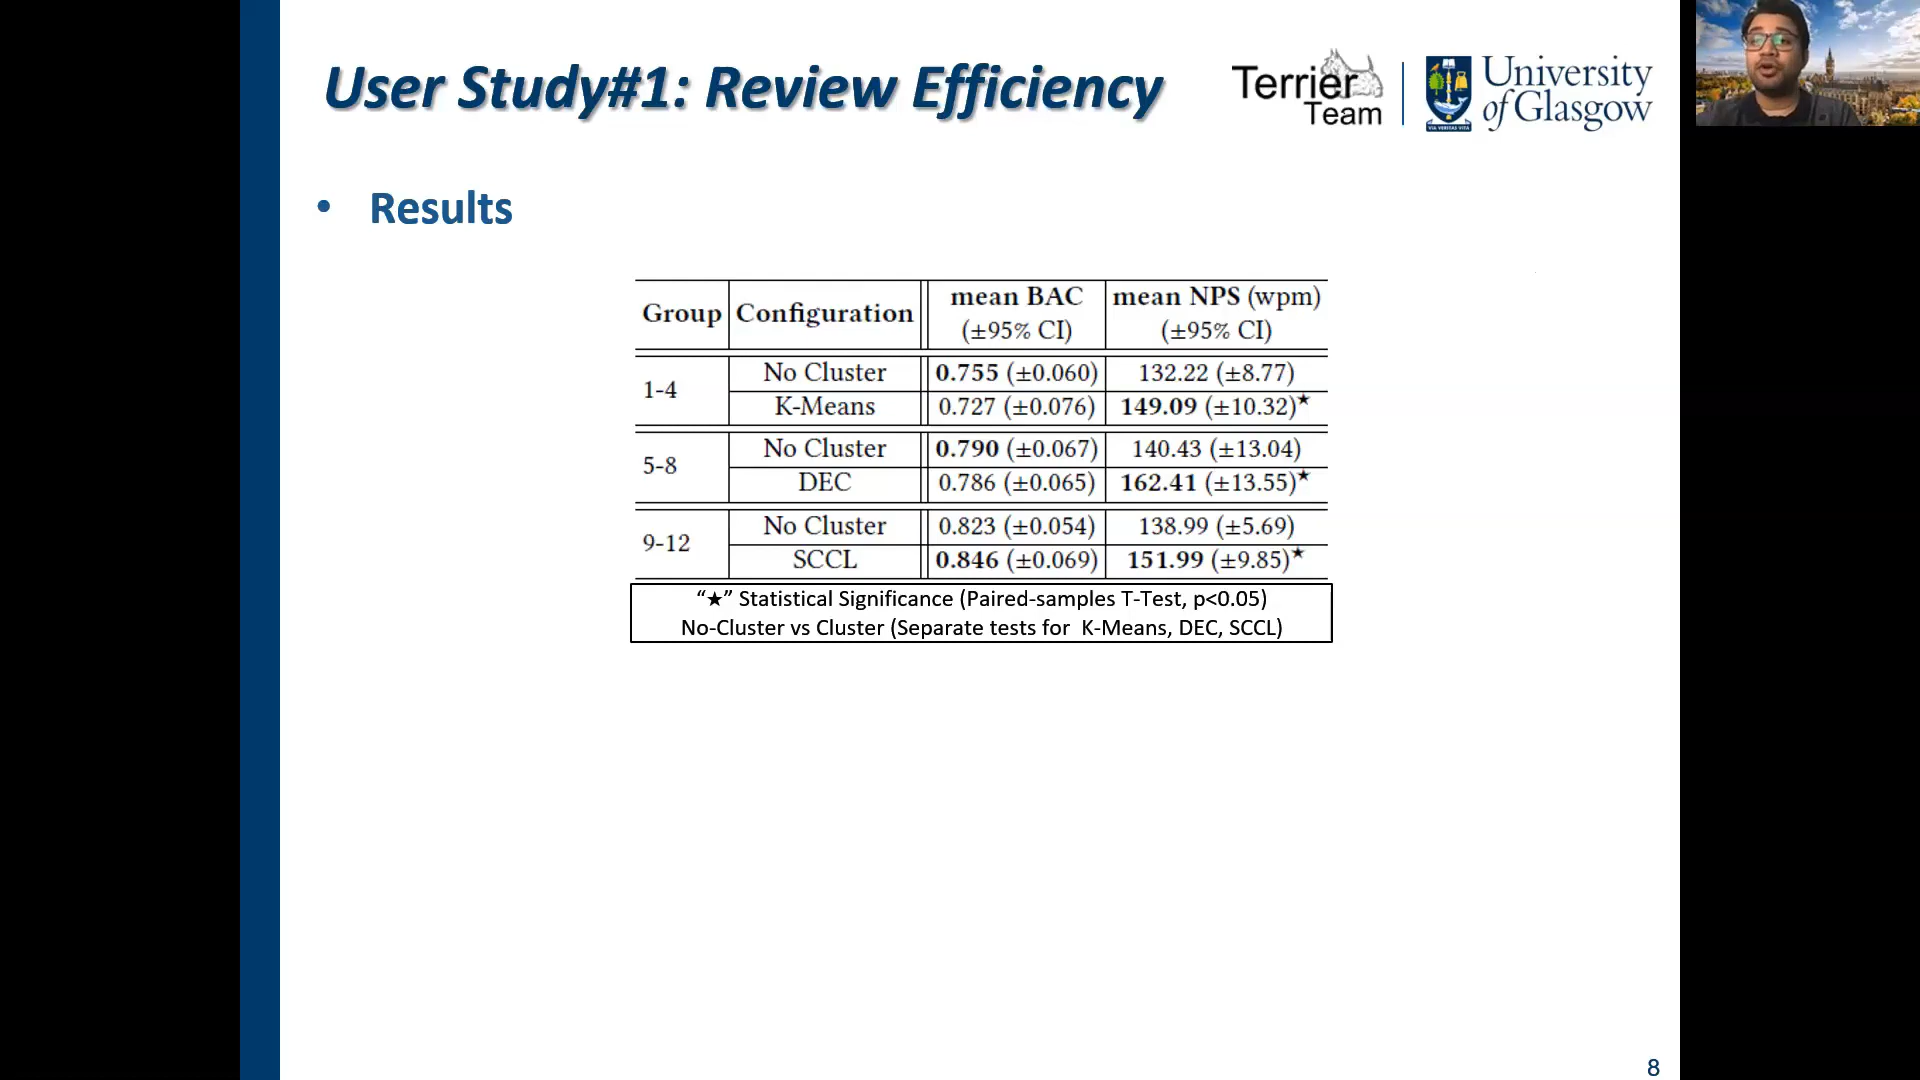 User Study#1: Review Efficiency
Terrier
Team
University
of Glasgow
VIA VERITAS VITA
• Results
Group Configuration mean BAC (±95% CI) mean NPS (wpm) (±95% CI)
1-4 No Cluster 0.755 (±0.060) 132.22 (±8.77)
K-Means 0.727 (±0.076) 149.09 (±10.32)★
5-8 No Cluster 0.790 (±0.067) 140.43 (±13.04)
DEC 0.786 (±0.065) 162.41 (±13.55)★
9-12 No Cluster 0.823 (±0.054) 138.99 (±5.69)
SCCL 0.846 (±0.069) 151.99 (±9.85)★
“★” Statistical Significance (Paired-samples T-Test, p<0.05)
No-Cluster vs Cluster (Separate tests for K-Means, DEC, SCCL)
8